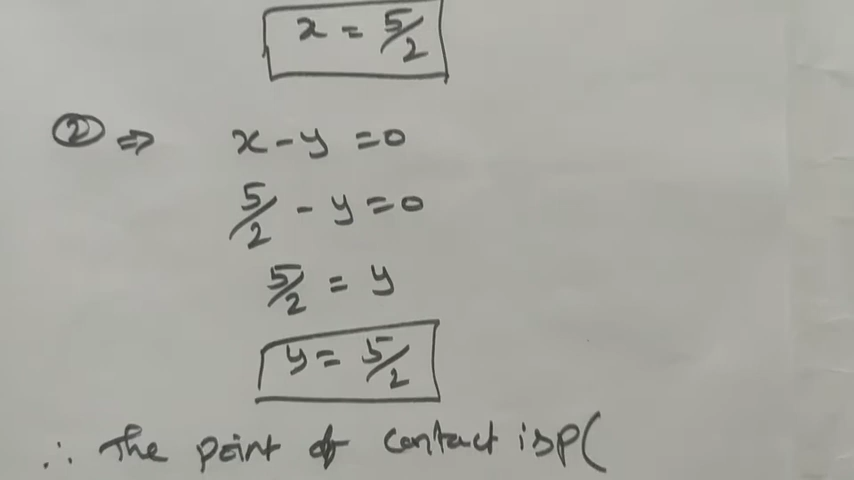 x = 5/2
② ⇒ x - y = 0
5/2 - y = 0
5/2 = y
y = 5/2
∴ The point of contact is P(